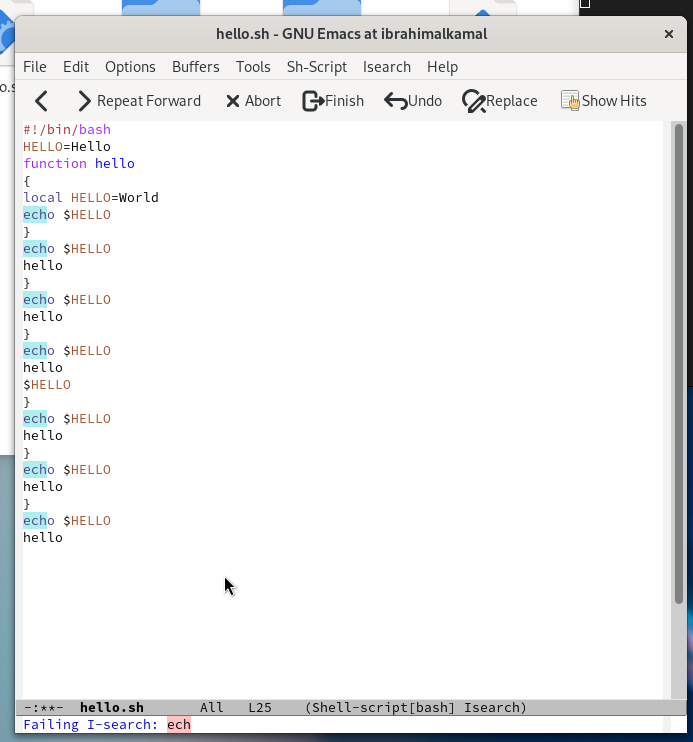 hello.sh - GNU Emacs at ibrahimalkamal ×
File Edit Options Buffers Tools Sh-Script Isearch Help
Repeat Forward Abort Finish Undo Replace Show Hits
#!/bin/bash
HELLO=Hello
function hello
{
local HELLO=World
echo $HELLO
}
echo $HELLO
hello
}
echo $HELLO
hello
}
echo $HELLO
hello
$HELLO
}
echo $HELLO
hello
}
echo $HELLO
hello
}
echo $HELLO
hello
-:**- hello.sh All L25 (Shell-script[bash] Isearch)
Failing I-search: ech